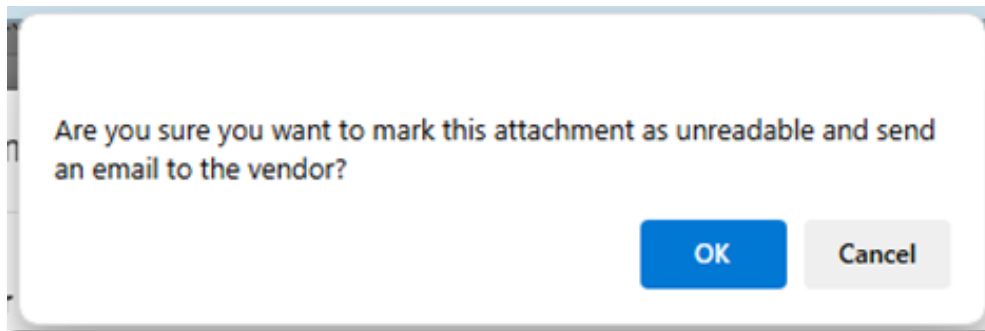 Are you sure you want to mark this attachment as unreadable and send
an email to the vendor?
OK
Cancel